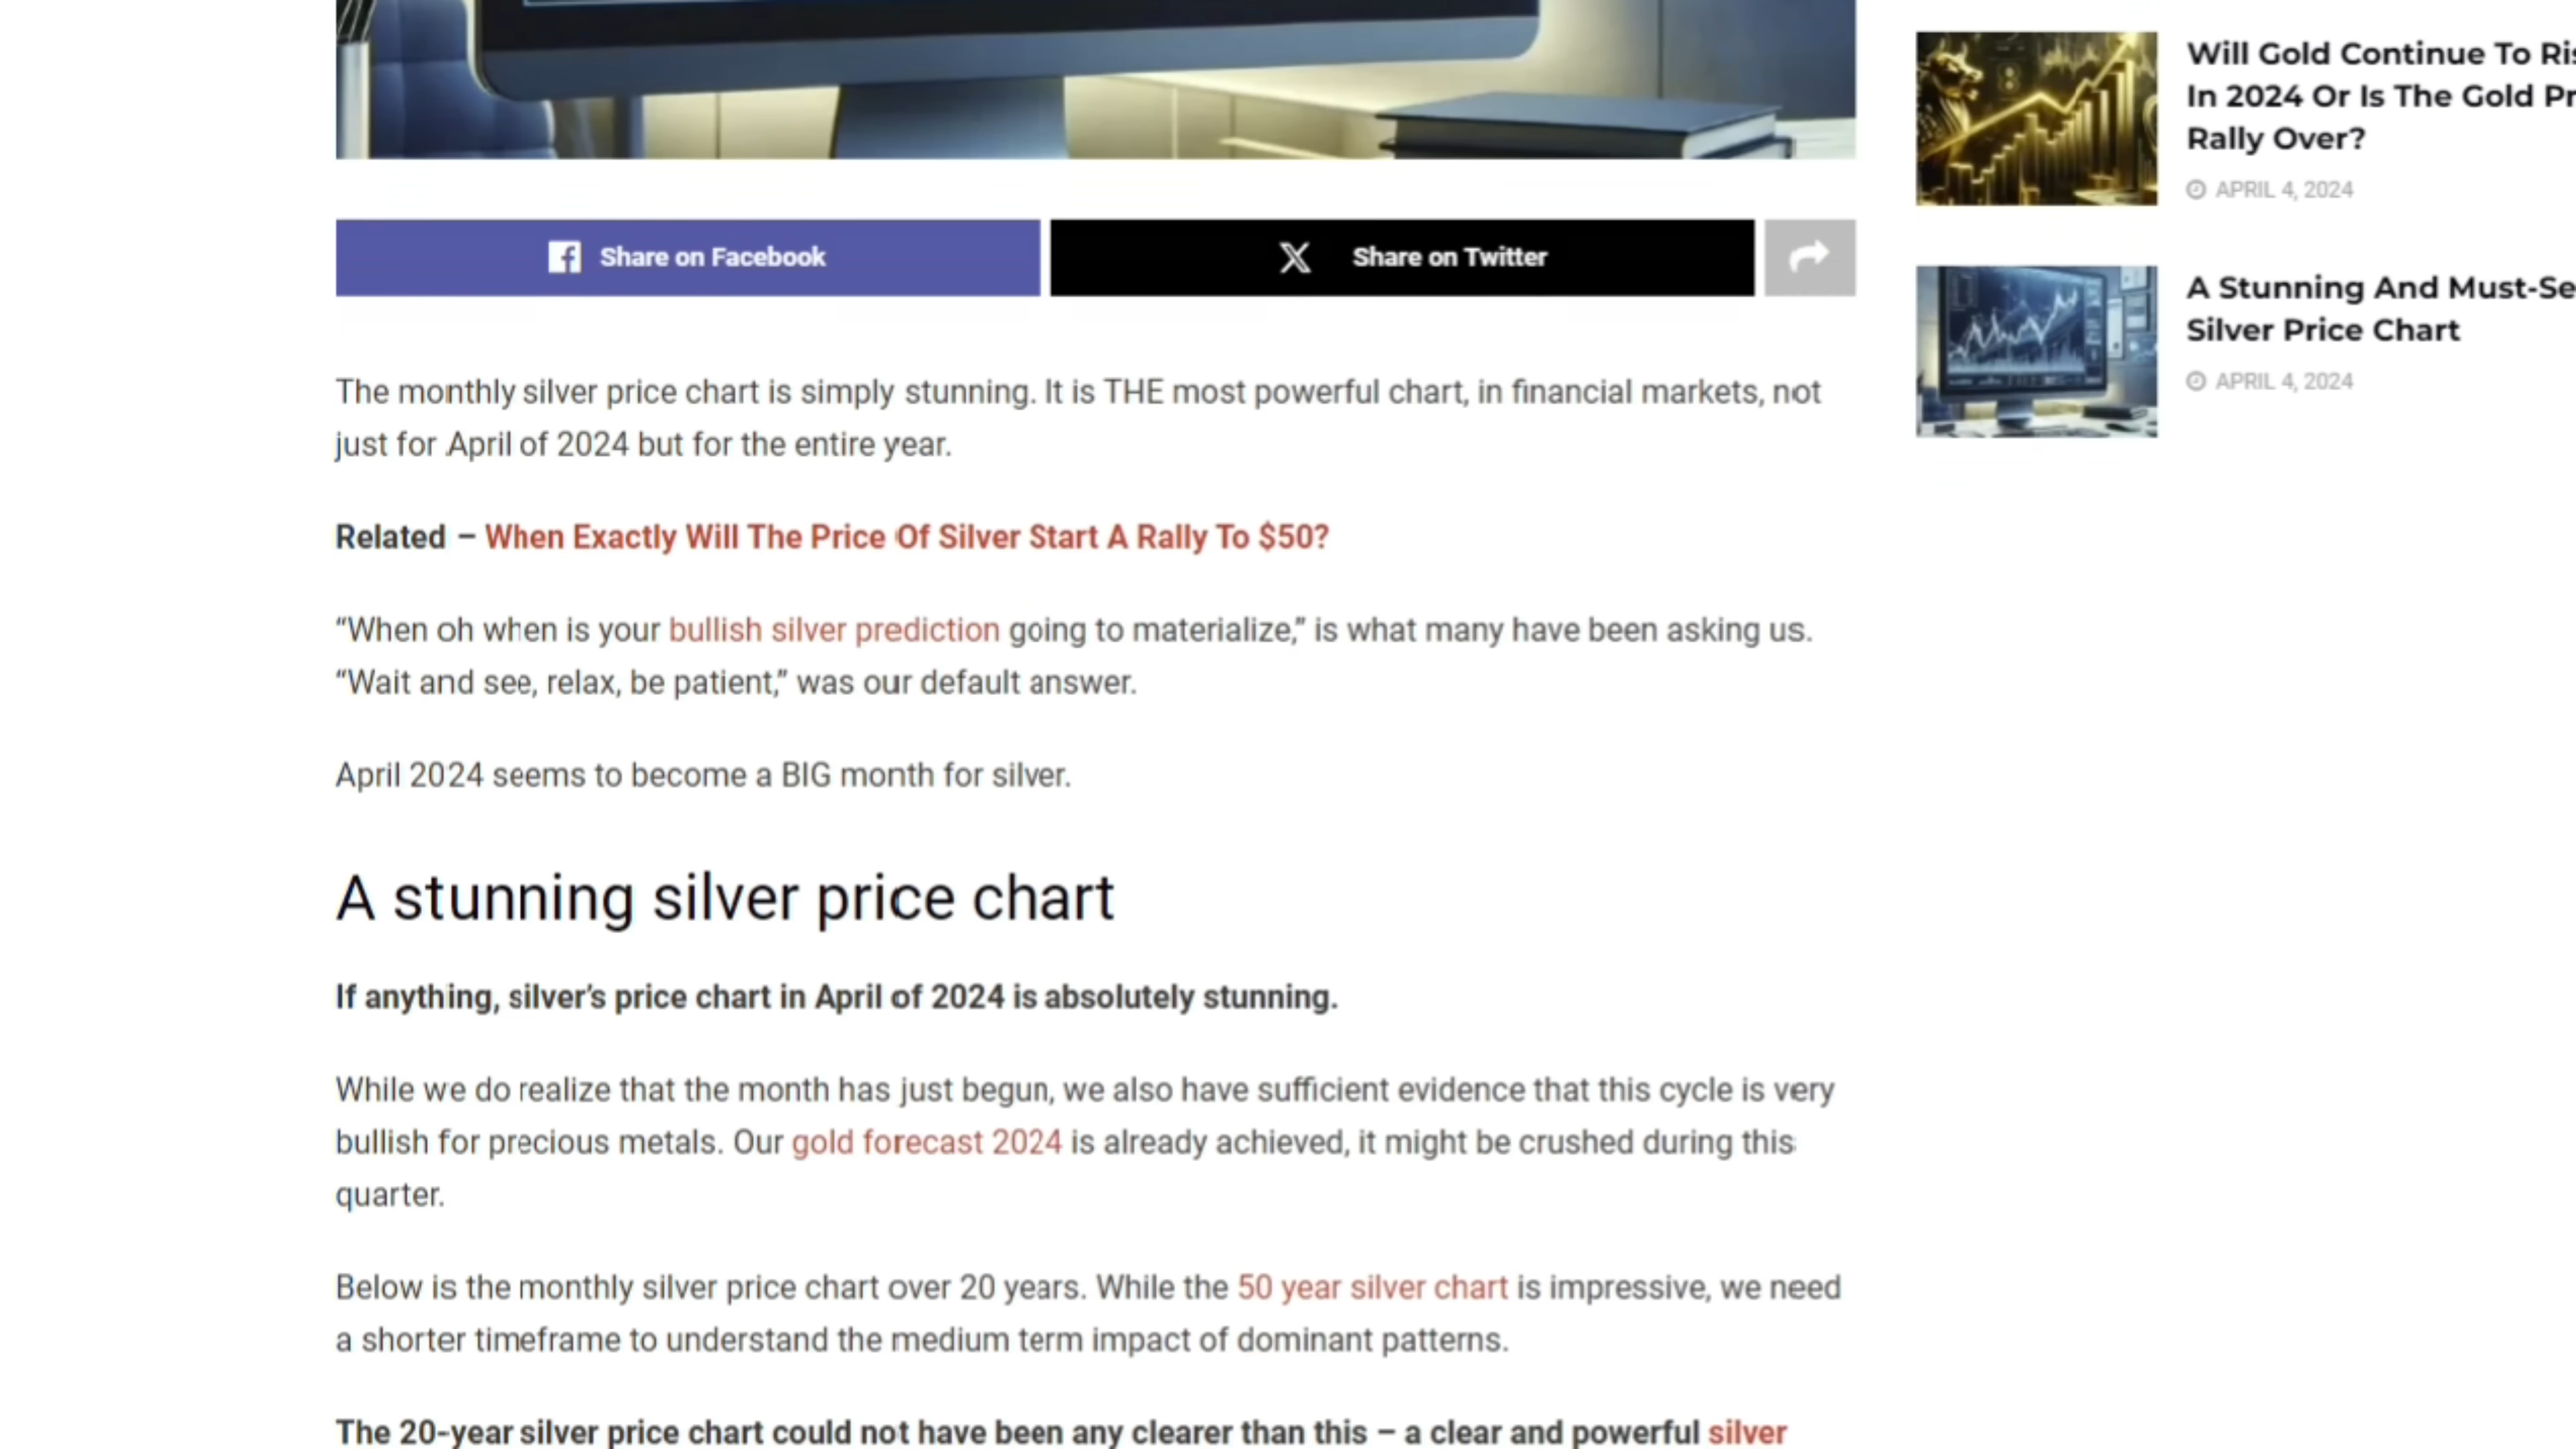 Share on Facebook
Share on Twitter
The monthly silver price chart is simply stunning. It is THE most powerful chart, in financial markets, not
just for April of 2024 but for the entire year.
Related – When Exactly Will The Price Of Silver Start A Rally To $50?
“When oh when is your bullish silver prediction going to materialize,” is what many have been asking us.
“Wait and see, relax, be patient,” was our default answer.
April 2024 seems to become a BIG month for silver.
A stunning silver price chart
If anything, silver’s price chart in April of 2024 is absolutely stunning.
While we do realize that the month has just begun, we also have sufficient evidence that this cycle is very
bullish for precious metals. Our gold forecast 2024 is already achieved, it might be crushed during this
quarter.
Below is the monthly silver price chart over 20 years. While the 50 year silver chart is impressive, we need
a shorter timeframe to understand the medium term impact of dominant patterns.
The 20-year silver price chart could not have been any clearer than this – a clear and powerful silver
Will Gold Continue To
In 2024 Or Is The Gold
Rally Over?
APRIL 4, 2024
A Stunning And
Silver Price Chart
APRIL 4, 2024